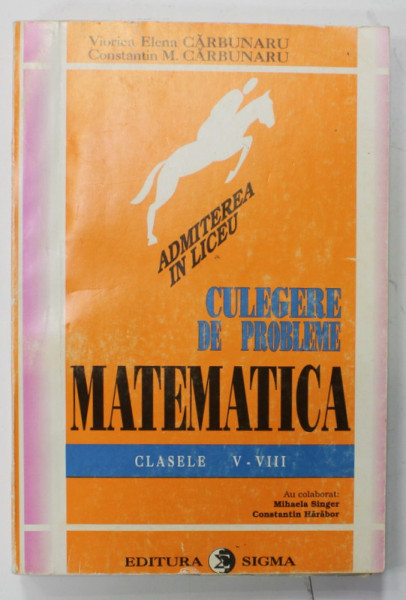 Viorica Elena CĂRBUNARU
Constantin M. CĂRBUNARU
ADMITEREA
IN LICEU
CULEGERE
DE PROBLEME
MATEMATICA
CLASELE V - VIII
Au colaborat:
Mihaela Singer
Constantin Hărăbor
EDITURA Σ SIGMA